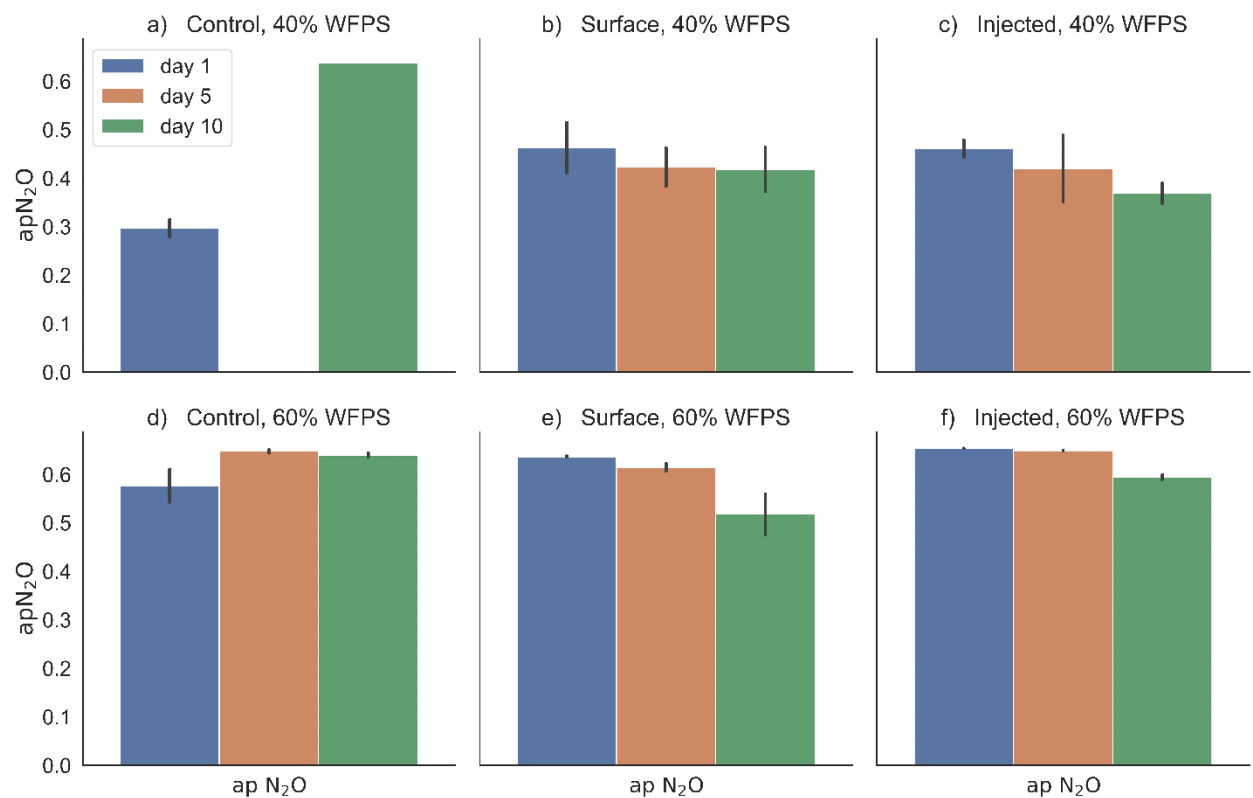 a) Control, 40% WFPS
b) Surface, 40% WFPS
c) Injected, 40% WFPS
day 1
day 5
day 10
apN₂O
0.6
0.5
0.4
0.3
0.2
0.1
0.0
d) Control, 60% WFPS
e) Surface, 60% WFPS
f) Injected, 60% WFPS
apN₂O
0.6
0.5
0.4
0.3
0.2
0.1
0.0
ap N₂O
ap N₂O
ap N₂O